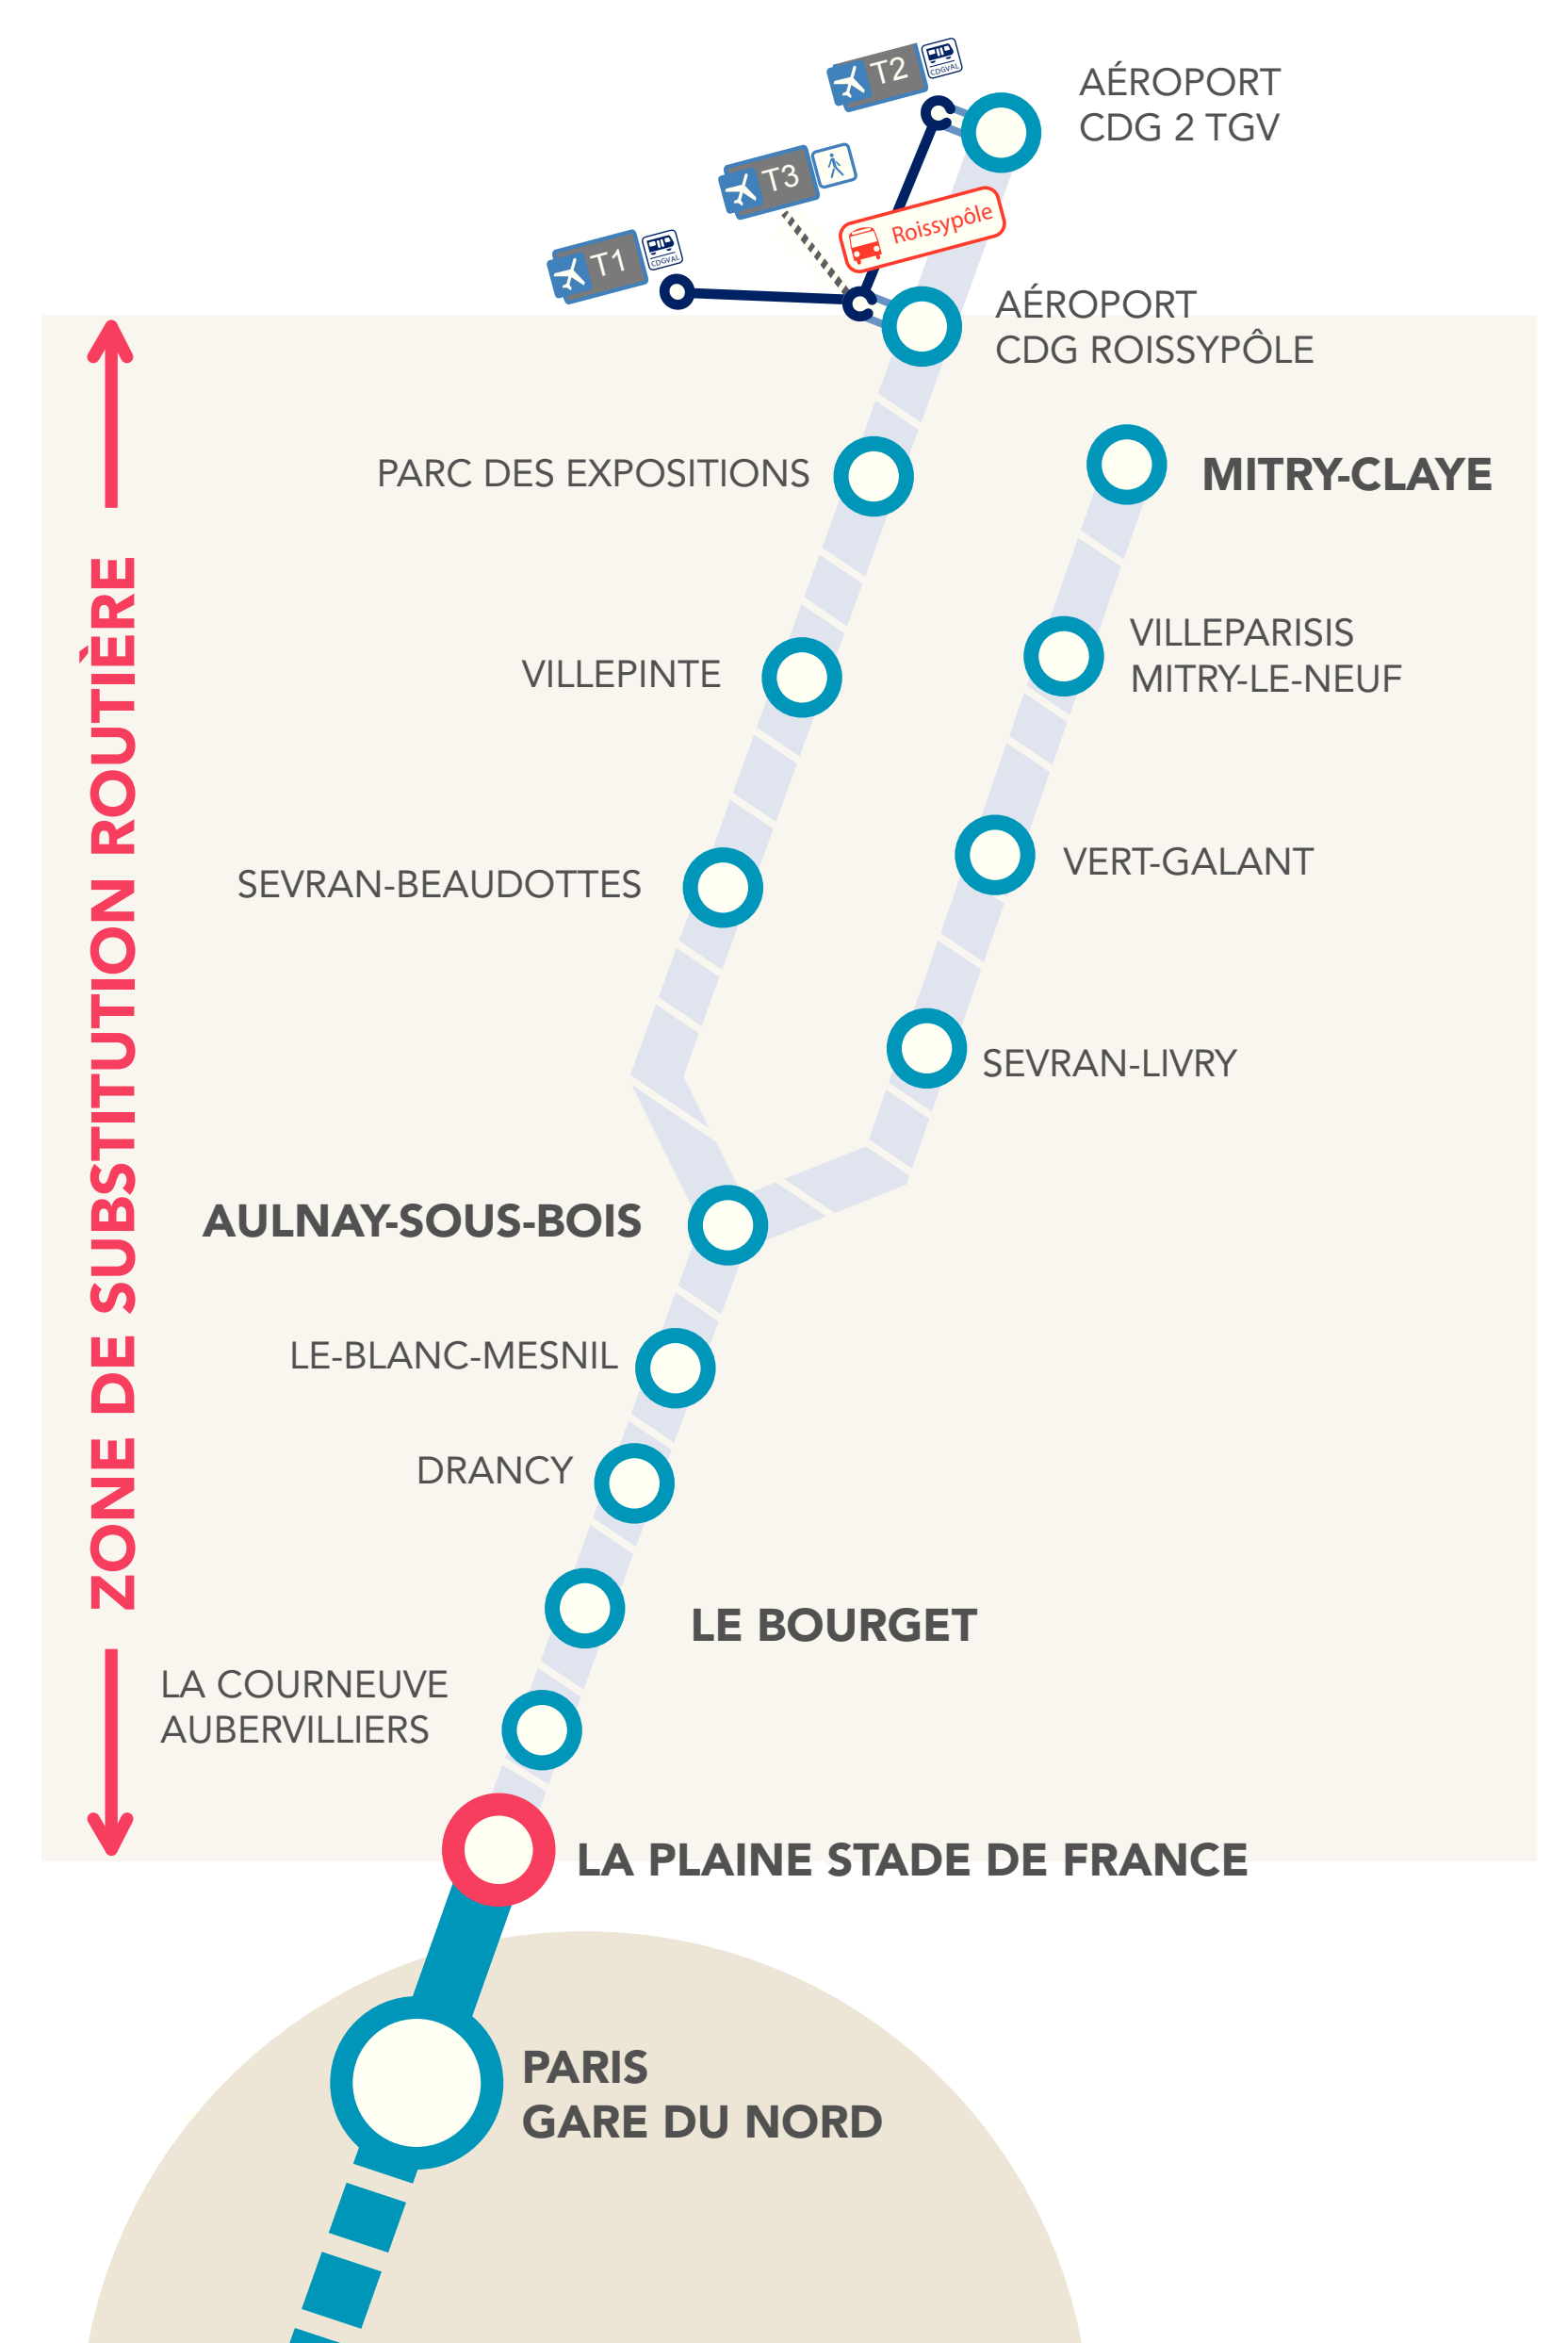 T2
CDGVAL
AÉROPORT
CDG 2 TGV
T3
Roissypôle
T1
CDGVAL
AÉROPORT
CDG ROISSYPÔLE
PARC DES EXPOSITIONS
MITRY-CLAYE
VILLEPARISIS
MITRY-LE-NEUF
VILLEPINTE
VERT-GALANT
SEVRAN-BEAUDOTTES
SEVRAN-LIVRY
ZONE DE SUBSTITUTION ROUTIÈRE
AULNAY-SOUS-BOIS
LE-BLANC-MESNIL
DRANCY
LE BOURGET
LA COURNEUVE
AUBERVILLIERS
LA PLAINE STADE DE FRANCE
PARIS
GARE DU NORD